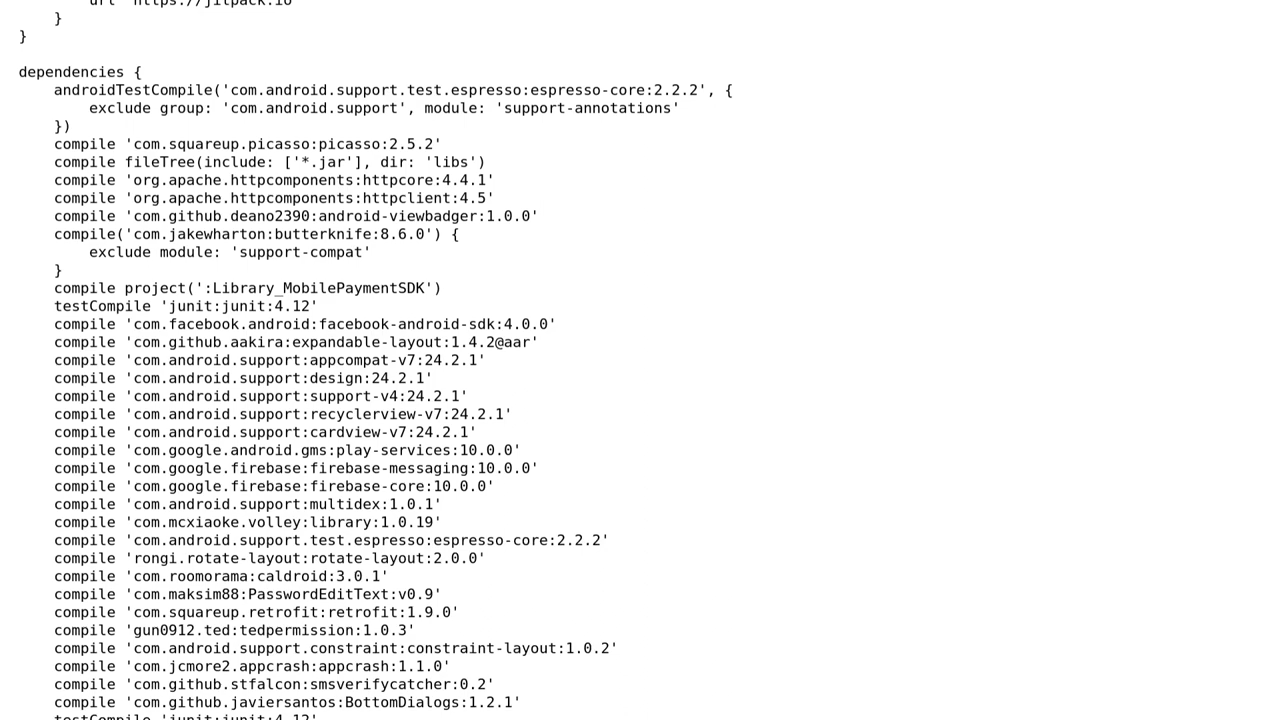 url 'https://jitpack.io'
    }
}

dependencies {
    androidTestCompile('com.android.support.test.espresso:espresso-core:2.2.2', {
        exclude group: 'com.android.support', module: 'support-annotations'
    })
    compile 'com.squareup.picasso:picasso:2.5.2'
    compile fileTree(include: ['*.jar'], dir: 'libs')
    compile 'org.apache.httpcomponents:httpcore:4.4.1'
    compile 'org.apache.httpcomponents:httpclient:4.5'
    compile 'com.github.deano2390:android-viewbadger:1.0.0'
    compile('com.jakewharton:butterknife:8.6.0') {
        exclude module: 'support-compat'
    }
    compile project(':Library_MobilePaymentSDK')
    testCompile 'junit:junit:4.12'
    compile 'com.facebook.android:facebook-android-sdk:4.0.0'
    compile 'com.github.aakira:expandable-layout:1.4.2@aar'
    compile 'com.android.support:appcompat-v7:24.2.1'
    compile 'com.android.support:design:24.2.1'
    compile 'com.android.support:support-v4:24.2.1'
    compile 'com.android.support:recyclerview-v7:24.2.1'
    compile 'com.android.support:cardview-v7:24.2.1'
    compile 'com.google.android.gms:play-services:10.0.0'
    compile 'com.google.firebase:firebase-messaging:10.0.0'
    compile 'com.google.firebase:firebase-core:10.0.0'
    compile 'com.android.support:multidex:1.0.1'
    compile 'com.mcxiaoke.volley:library:1.0.19'
    compile 'com.android.support.test.espresso:espresso-core:2.2.2'
    compile 'rongi.rotate-layout:rotate-layout:2.0.0'
    compile 'com.roomorama:caldroid:3.0.1'
    compile 'com.maksim88:PasswordEditText:v0.9'
    compile 'com.squareup.retrofit:retrofit:1.9.0'
    compile 'gun0912.ted:tedpermission:1.0.3'
    compile 'com.android.support.constraint:constraint-layout:1.0.2'
    compile 'com.jcmore2.appcrash:appcrash:1.1.0'
    compile 'com.github.stfalcon:smsverifycatcher:0.2'
    compile 'com.github.javiersantos:BottomDialogs:1.2.1'
    testCompile 'junit:junit:4.12'